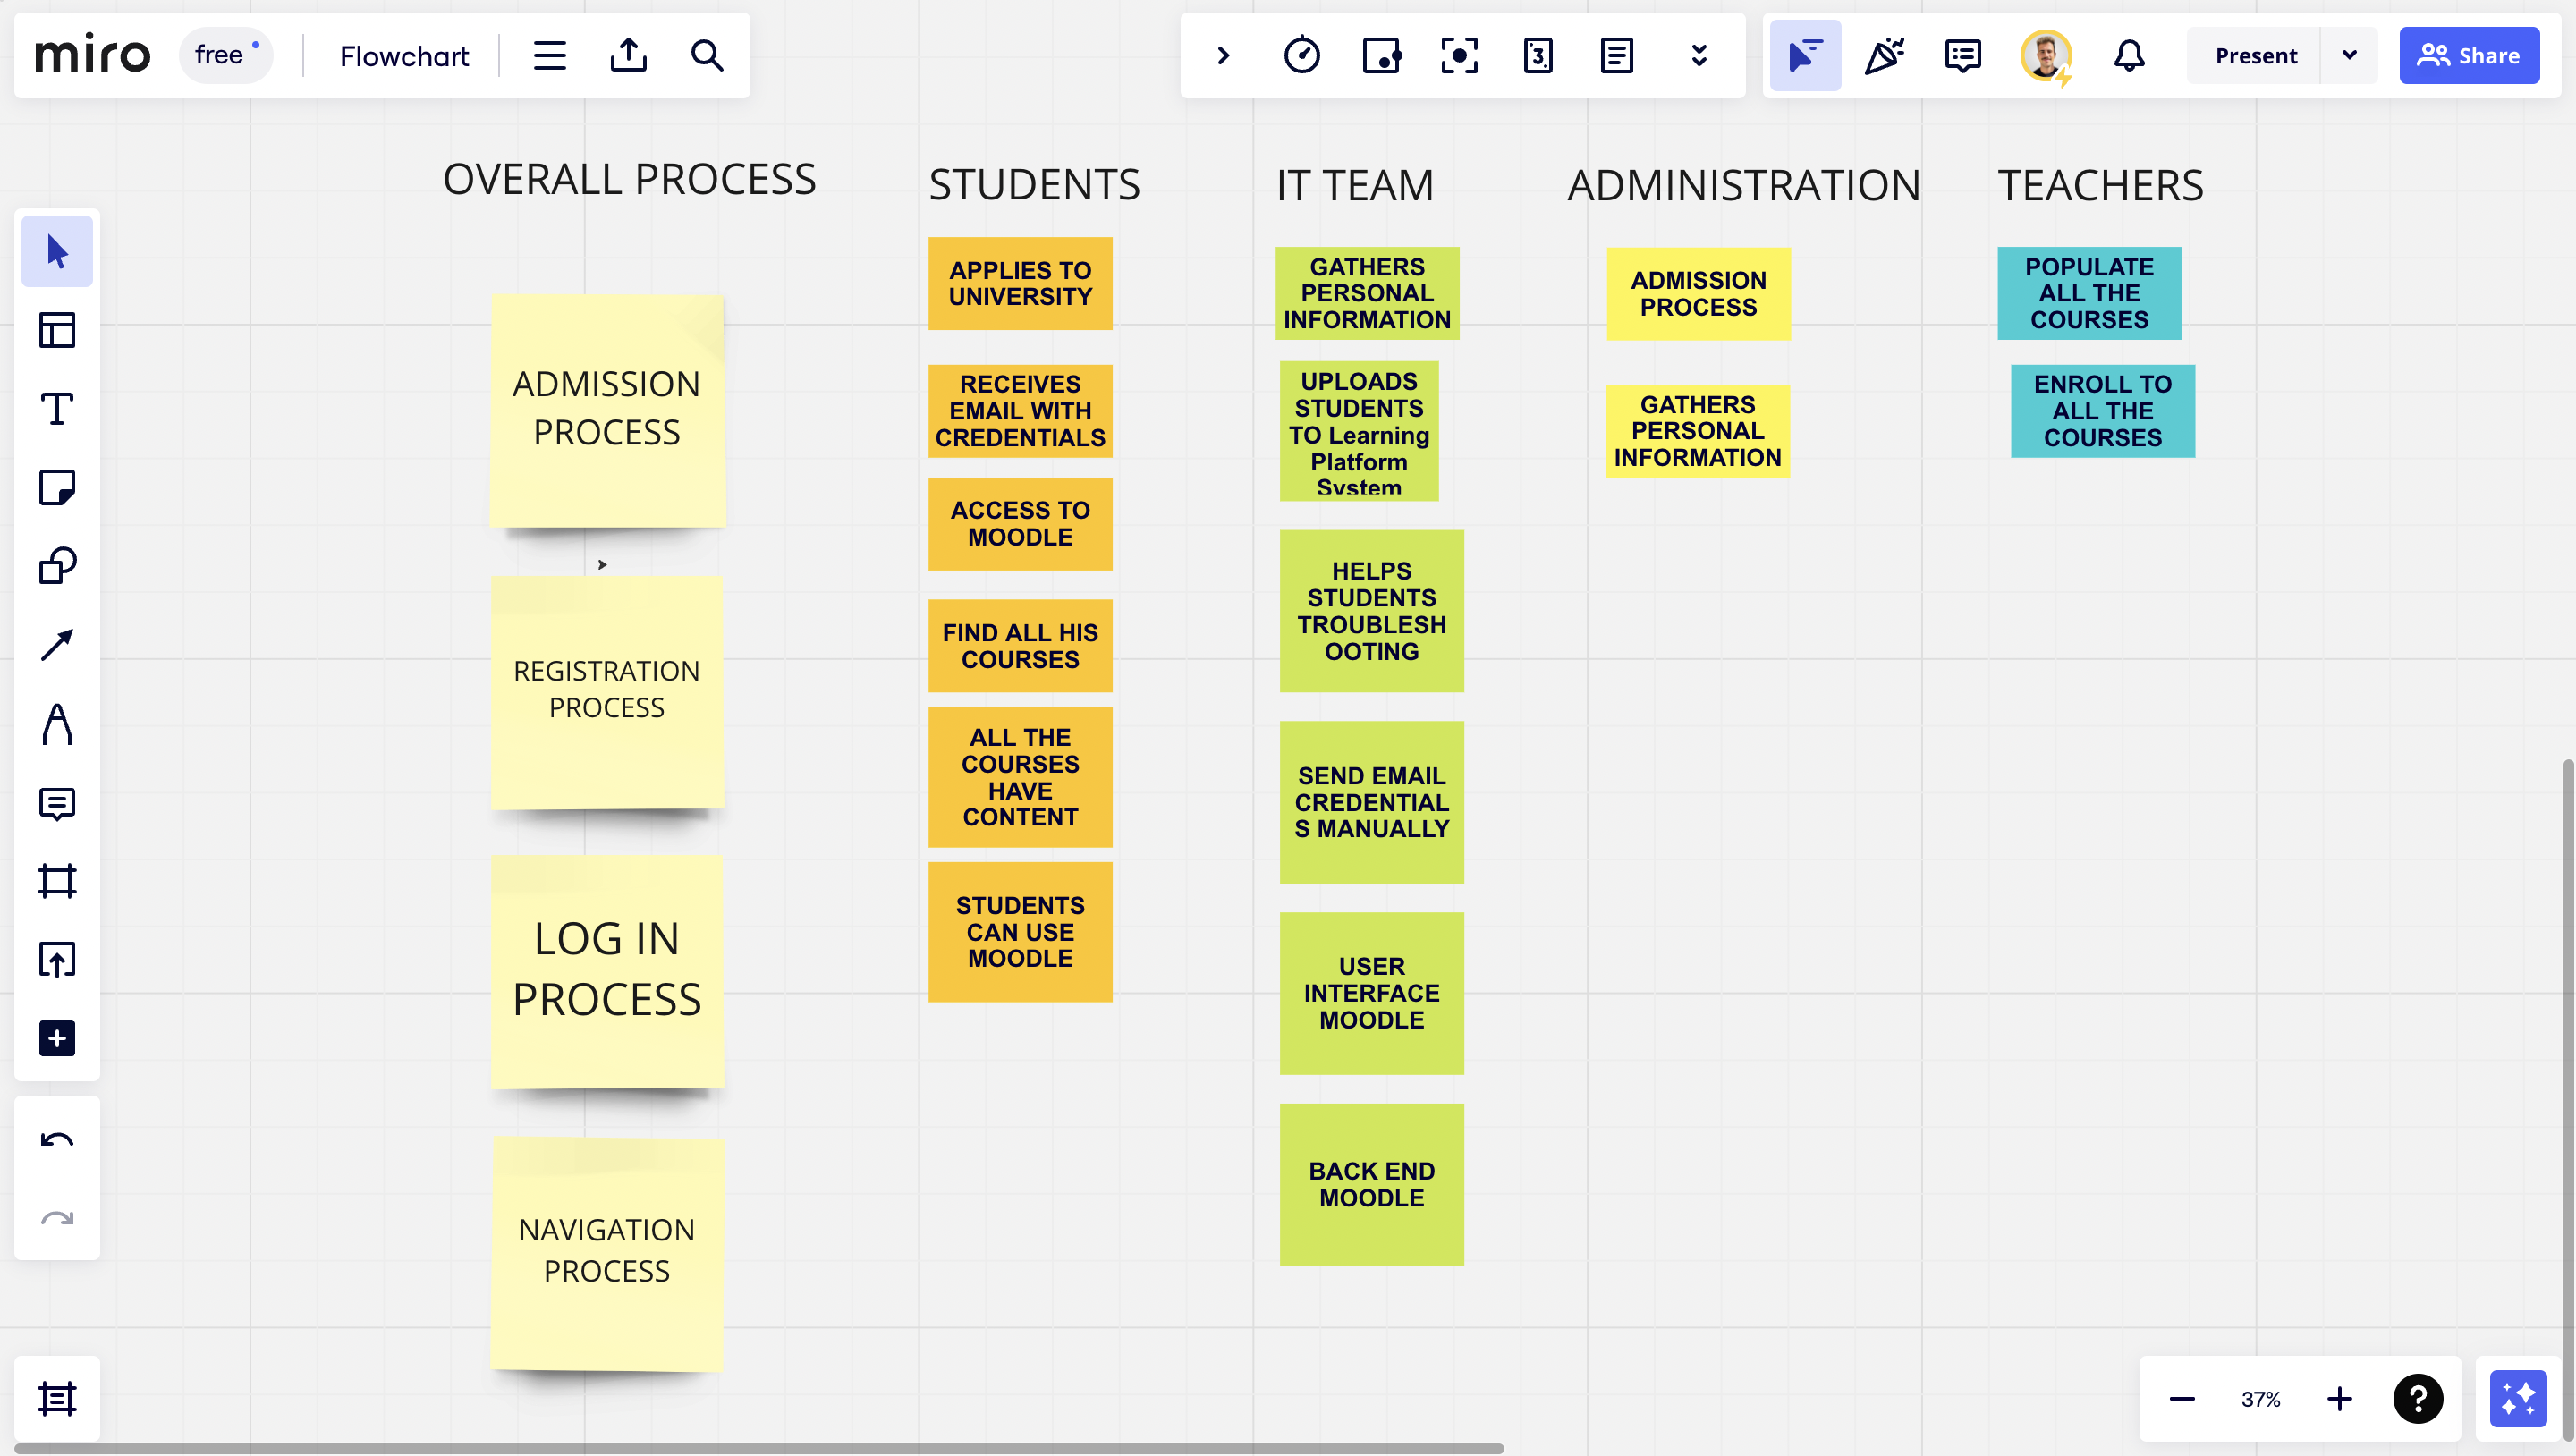 miro
free
Flowchart
3
Present
Share
OVERALL PROCESS
STUDENTS
IT TEAM
ADMINISTRATION
TEACHERS
ADMISSION
PROCESS
REGISTRATION
PROCESS
LOG IN
PROCESS
NAVIGATION
PROCESS
APPLIES TO
UNIVERSITY
RECEIVES
EMAIL WITH
CREDENTIALS
ACCESS TO
MOODLE
FIND ALL HIS
COURSES
ALL THE
COURSES
HAVE
CONTENT
STUDENTS
CAN USE
MOODLE
GATHERS
PERSONAL
INFORMATION
UPLOADS
STUDENTS
TO Learning
Platform
System
HELPS
STUDENTS
TROUBLESH
OOTING
SEND EMAIL
CREDENTIAL
S MANUALLY
USER
INTERFACE
MOODLE
BACK END
MOODLE
ADMISSION
PROCESS
GATHERS
PERSONAL
INFORMATION
POPULATE
ALL THE
COURSES
ENROLL TO
ALL THE
COURSES
37%
?